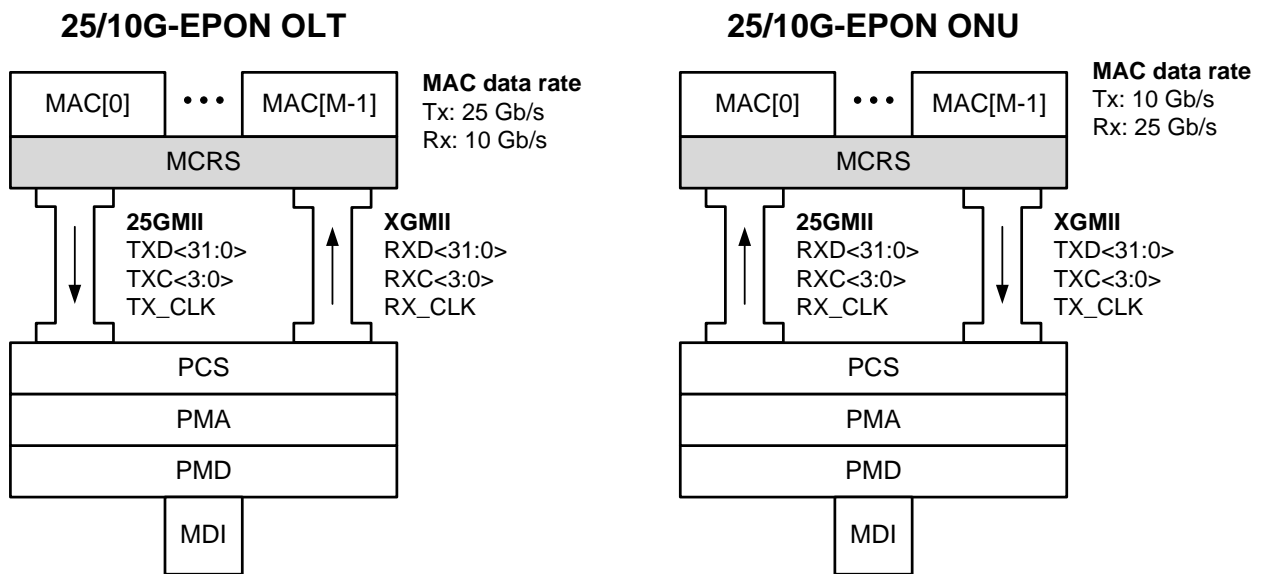 25/10G-EPON OLT
MAC[0]
•••
MAC[M-1]
MAC data rate
Tx: 25 Gb/s
Rx: 10 Gb/s
MCRS
25GMII
TXD<31:0>
TXC<3:0>
TX_CLK
XGMII
RXD<31:0>
RXC<3:0>
RX_CLK
PCS
PMA
PMD
MDI
25/10G-EPON ONU
MAC[0]
•••
MAC[M-1]
MAC data rate
Tx: 10 Gb/s
Rx: 25 Gb/s
MCRS
25GMII
RXD<31:0>
RXC<3:0>
RX_CLK
XGMII
TXD<31:0>
TXC<3:0>
TX_CLK
PCS
PMA
PMD
MDI